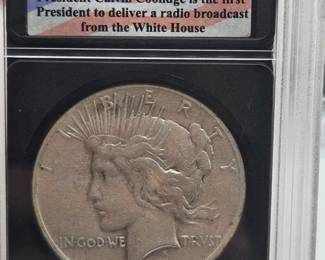 President Calvin Coolidge is the first
President to deliver a radio broadcast
from the White House
LIBERTY
IN GOD WE TRVST